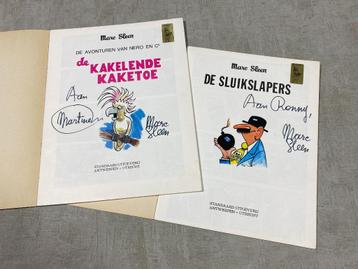 Marc Sleen
DE AVONTUREN VAN NERO EN Co
de KAKELENDE
KAKETOE
Aan
Martine
Marc
Sleen
STANDAARD UITGEVERIJ
ANTWERPEN - UTRECHT
Marc Sleen
DE SLUIKSLAPERS
Aan Ronny,
Marc
Sleen
STANDAARD UITGEVERIJ
ANTWERPEN - UTRECHT